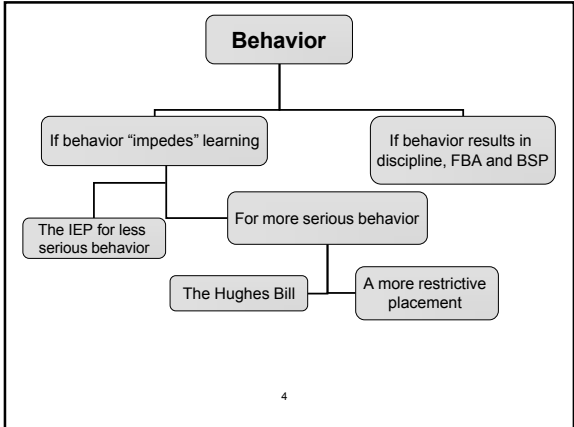 Behavior
If behavior “impedes” learning
If behavior results in
discipline, FBA and BSP
The IEP for less
serious behavior
For more serious behavior
The Hughes Bill
A more restrictive
placement
4